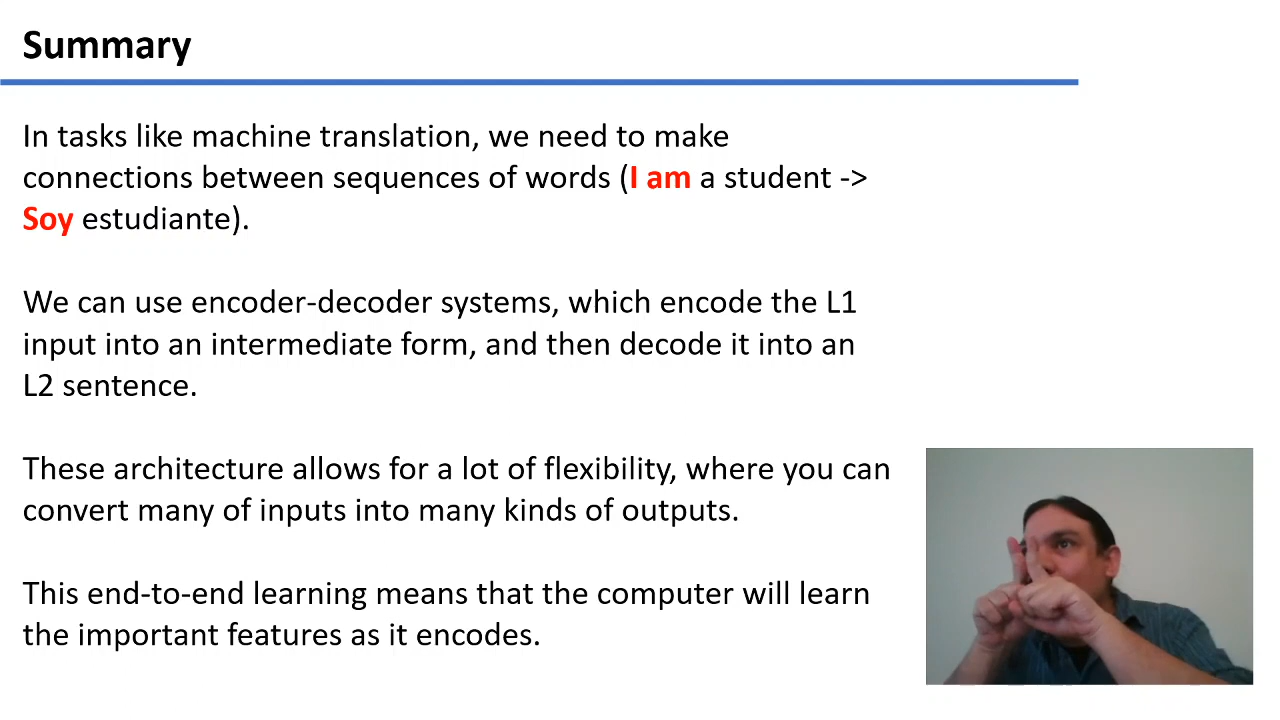 Summary
In tasks like machine translation, we need to make
connections between sequences of words (I am a student ->
Soy estudiante).
We can use encoder-decoder systems, which encode the L1
input into an intermediate form, and then decode it into an
L2 sentence.
These architecture allows for a lot of flexibility, where you can
convert many of inputs into many kinds of outputs.
This end-to-end learning means that the computer will learn
the important features as it encodes.